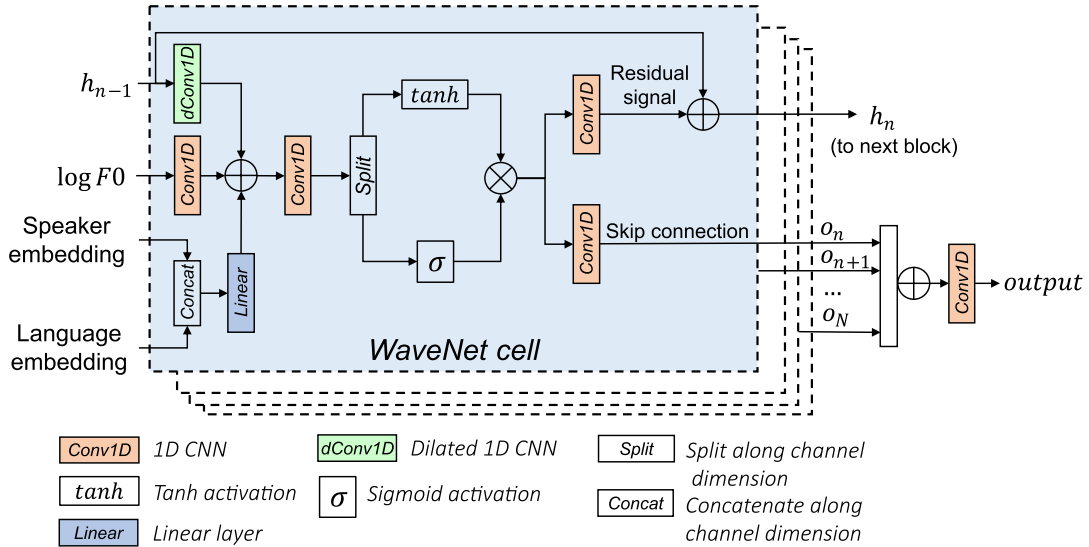 h_{n−1}
dConv1D
log F0
Conv1D
Speaker
embedding
Language
embedding
Concat
Linear
Conv1D
Split
tanh
σ
Conv1D
Residual
signal
Conv1D
Skip connection
WaveNet cell
h_n
(to next block)
o_n
o_{n+1}
...
o_N
Conv1D
output
Conv1D 1D CNN
dConv1D Dilated 1D CNN
Split Split along channel
dimension
tanh Tanh activation
σ Sigmoid activation
Concat Concatenate along
channel dimension
Linear Linear layer